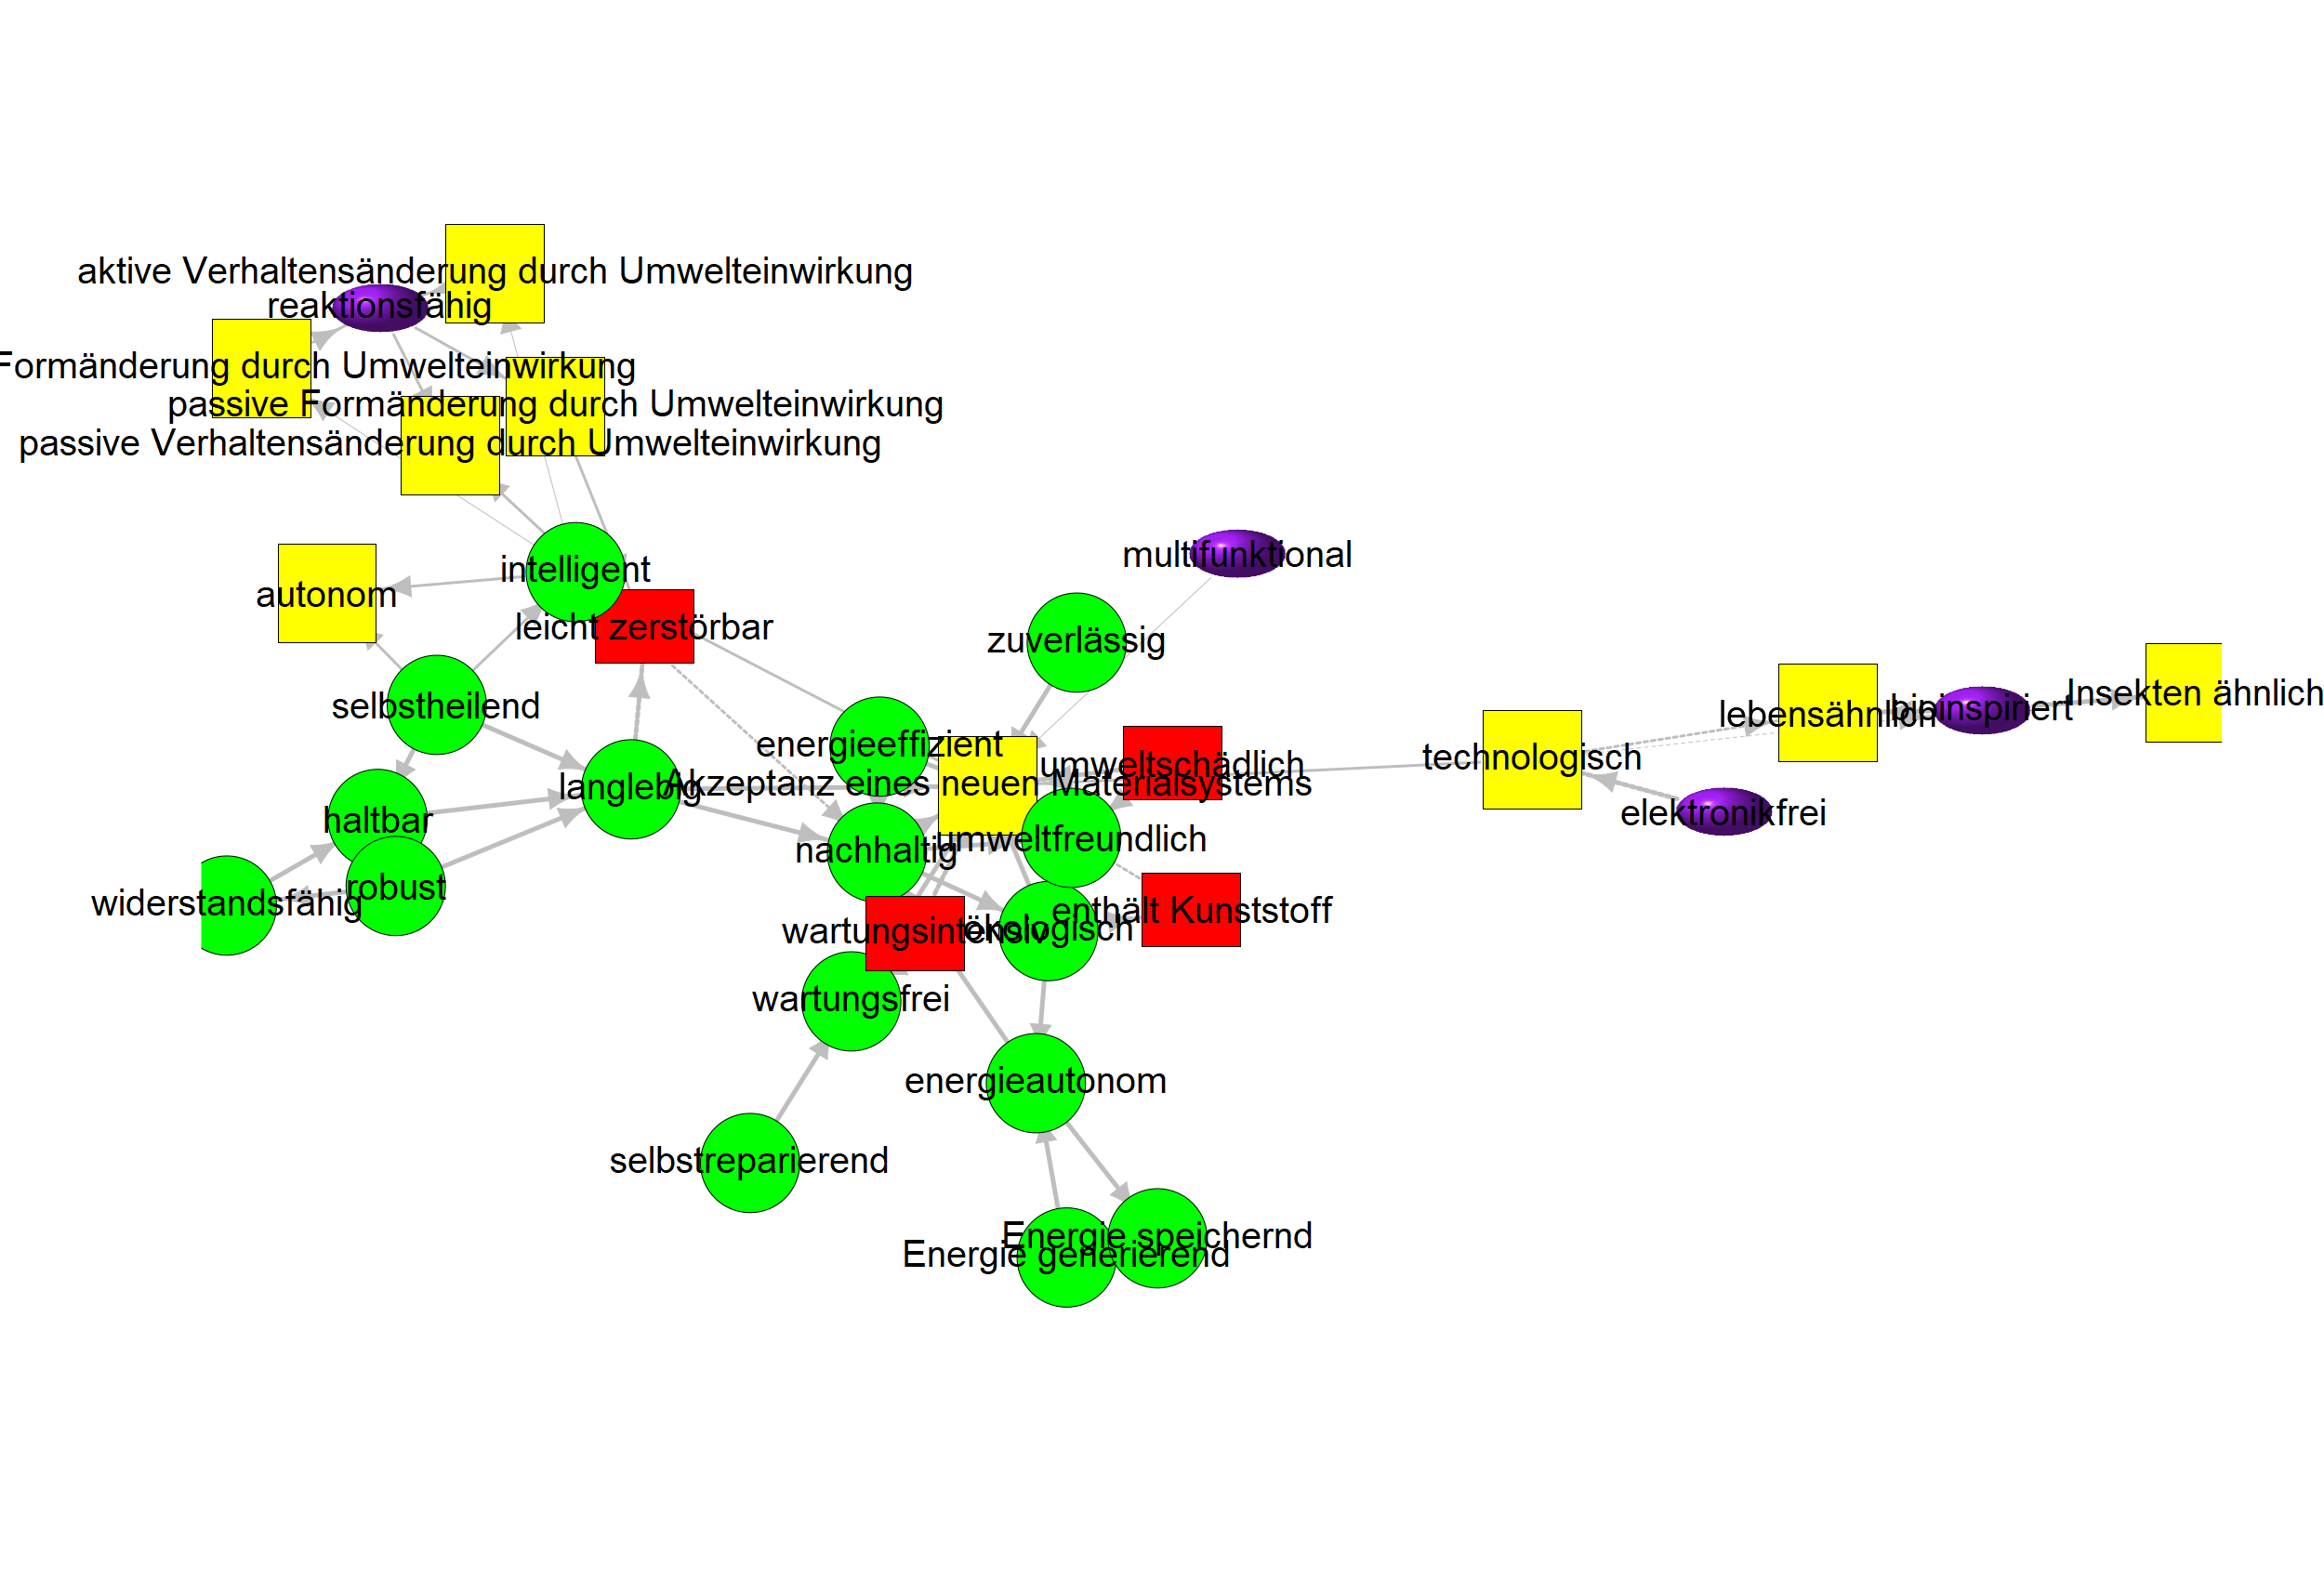 aktive Verhaltensänderung durch Umwelteinwirkung
reaktionsfähig
Formänderung durch Umwelteinwirkung
passive Formänderung durch Umwelteinwirkung
passive Verhaltensänderung durch Umwelteinwirkung
multifunktional
intelligent
autonom
leicht zerstörbar
zuverlässig
Insekten ähnlich
selbstheilend
bioinspiriert
lebensähnlich
energieeffizient
technologisch
umweltschädlich
langlebig
Akzeptanz eines neuen Materialsystems
elektronikfrei
haltbar
umweltfreundlich
nachhaltig
robust
widerstandsfähig
enthält Kunststoff
ökologisch
wartungsintensiv
wartungsfrei
energieautonom
selbstreparierend
Energie speichernd
Energie generierend